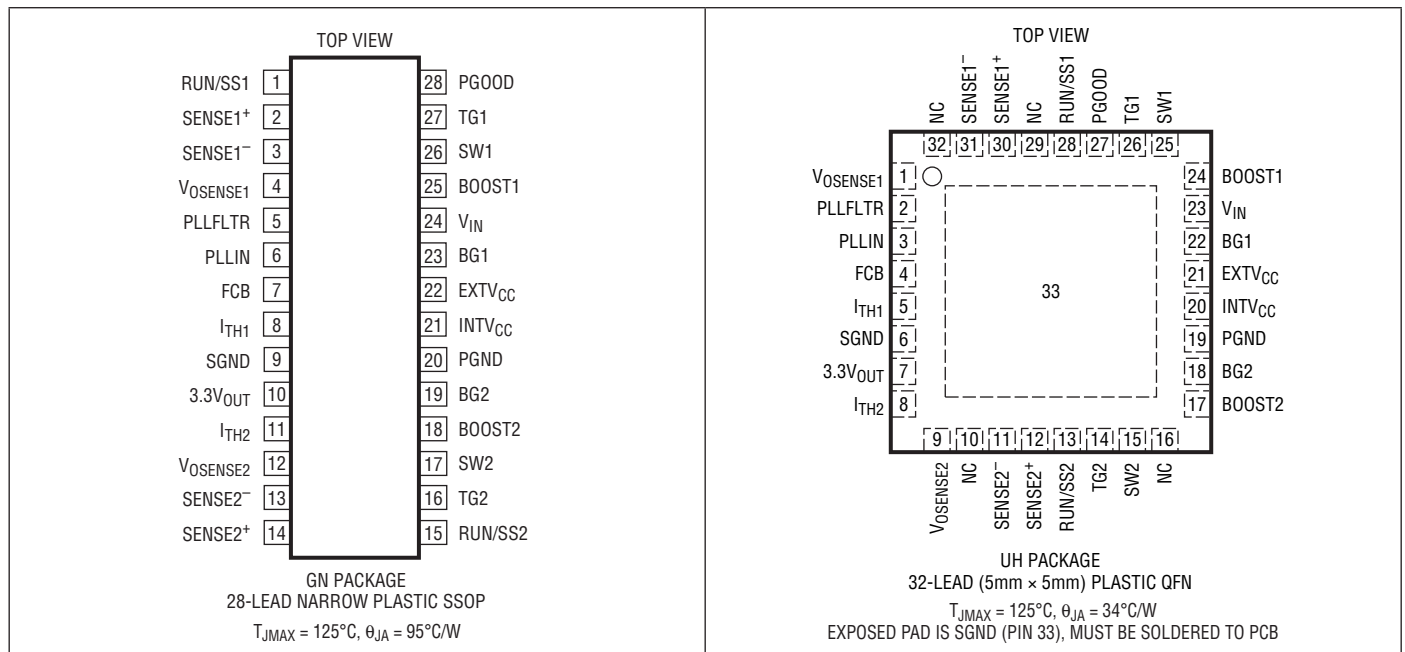 TOP VIEW
RUN/SS1 1
SENSE1+ 2
SENSE1− 3
VOSENSE1 4
PLLFLTR 5
PLLIN 6
FCB 7
ITH1 8
SGND 9
3.3VOUT 10
ITH2 11
VOSENSE2 12
SENSE2− 13
SENSE2+ 14
28 PGOOD
27 TG1
26 SW1
25 BOOST1
24 VIN
23 BG1
22 EXTVCC
21 INTVCC
20 PGND
19 BG2
18 BOOST2
17 SW2
16 TG2
15 RUN/SS2
GN PACKAGE
28-LEAD NARROW PLASTIC SSOP
TJMAX = 125°C, θJA = 95°C/W
TOP VIEW
NC
SENSE1−
SENSE1+
NC
RUN/SS1
PGOOD
TG1
SW1
32 31 30 29 28 27 26 25
VOSENSE1 1
PLLFLTR 2
PLLIN 3
FCB 4
ITH1 5
SGND 6
3.3VOUT 7
ITH2 8
33
24 BOOST1
23 VIN
22 BG1
21 EXTVCC
20 INTVCC
19 PGND
18 BG2
17 BOOST2
9 10 11 12 13 14 15 16
VOSENSE2
NC
SENSE2−
SENSE2+
RUN/SS2
TG2
SW2
NC
UH PACKAGE
32-LEAD (5mm × 5mm) PLASTIC QFN
TJMAX = 125°C, θJA = 34°C/W
EXPOSED PAD IS SGND (PIN 33), MUST BE SOLDERED TO PCB